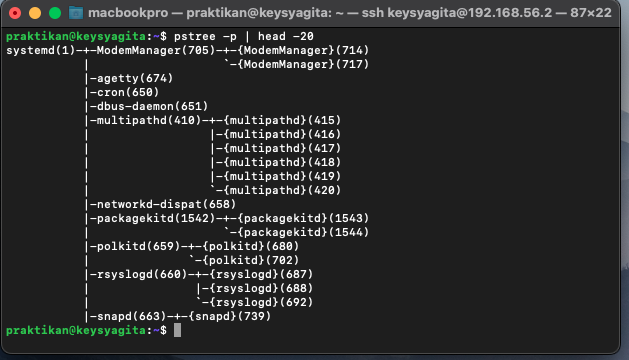 macbookpro — praktikan@keysyagita: ~ — ssh keysyagita@192.168.56.2 — 87×22
praktikan@keysyagita:~$ pstree -p | head -20
systemd(1)-+-ModemManager(705)-+-{ModemManager}(714)
           |                   `-{ModemManager}(717)
           |-agetty(674)
           |-cron(650)
           |-dbus-daemon(651)
           |-multipathd(410)-+-{multipathd}(415)
           |                 |-{multipathd}(416)
           |                 |-{multipathd}(417)
           |                 |-{multipathd}(418)
           |                 |-{multipathd}(419)
           |                 `-{multipathd}(420)
           |-networkd-dispat(658)
           |-packagekitd(1542)-+-{packagekitd}(1543)
           |                   `-{packagekitd}(1544)
           |-polkitd(659)-+-{polkitd}(680)
           |              `-{polkitd}(702)
           |-rsyslogd(660)-+-{rsyslogd}(687)
           |               |-{rsyslogd}(688)
           |               `-{rsyslogd}(692)
           |-snapd(663)-+-{snapd}(739)
praktikan@keysyagita:~$